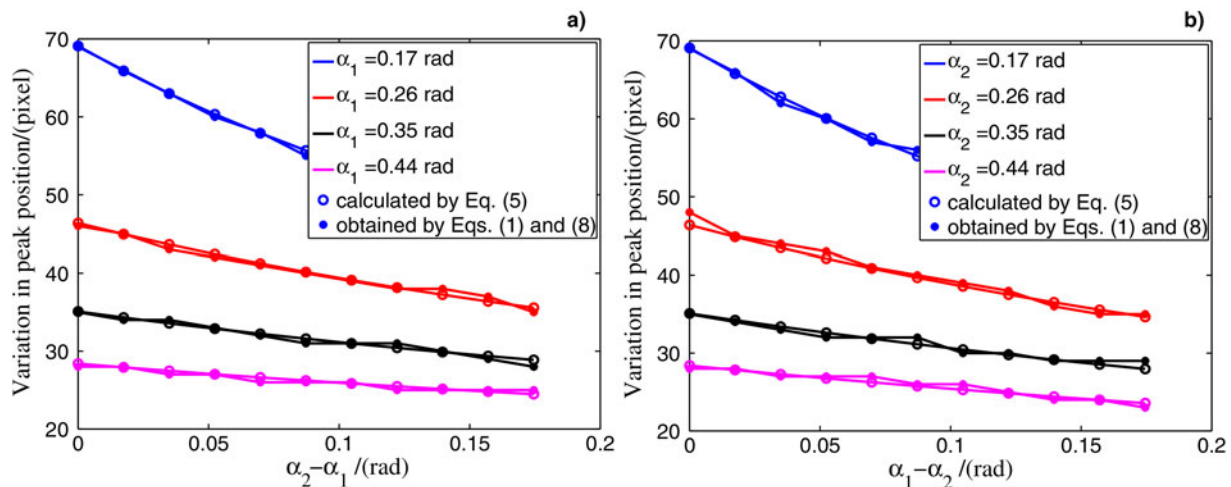 a)
Variation in peak position/(pixel)
70
60
50
40
30
20
α1 =0.17 rad
α1 =0.26 rad
α1 =0.35 rad
α1 =0.44 rad
calculated by Eq. (5)
obtained by Eqs. (1) and (8)
0 0.05 0.1 0.15 0.2
α2−α1 /(rad)
b)
Variation in peak position/(pixel)
70
60
50
40
30
20
α2 =0.17 rad
α2 =0.26 rad
α2 =0.35 rad
α2 =0.44 rad
calculated by Eq. (5)
obtained by Eqs. (1) and (8)
0 0.05 0.1 0.15 0.2
α1−α2 /(rad)